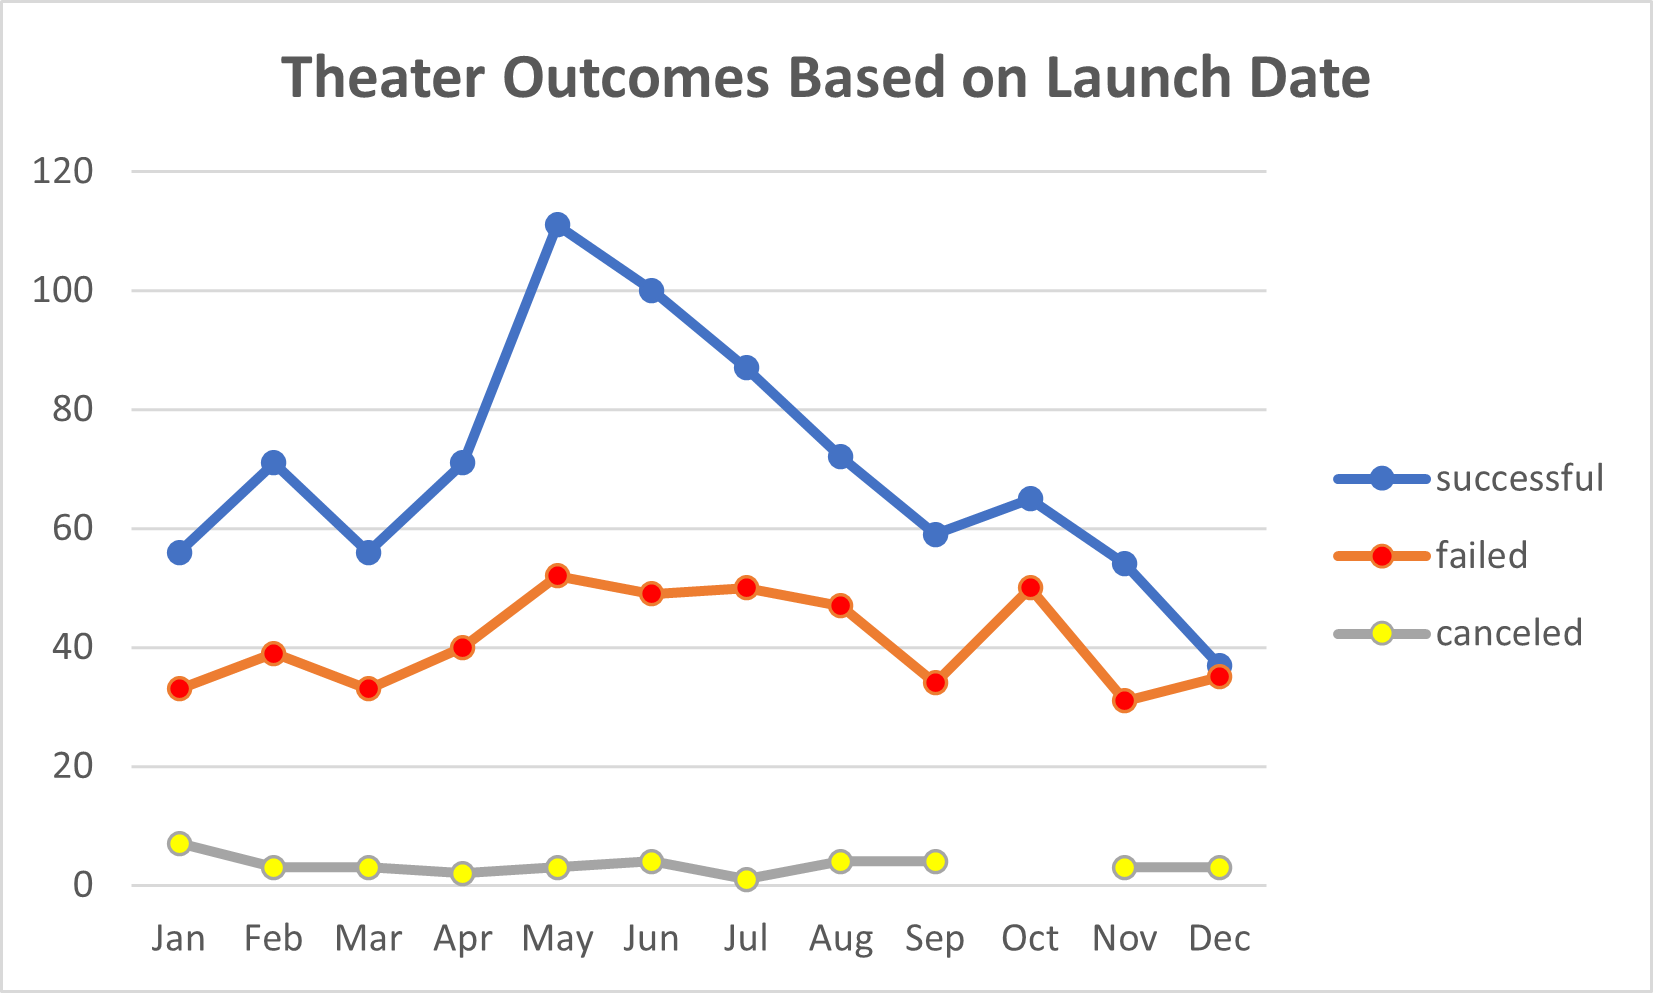 Theater Outcomes Based on Launch Date
120
100
80
60
40
20
0
Jan Feb Mar Apr May Jun Jul Aug Sep Oct Nov Dec
successful
failed
canceled